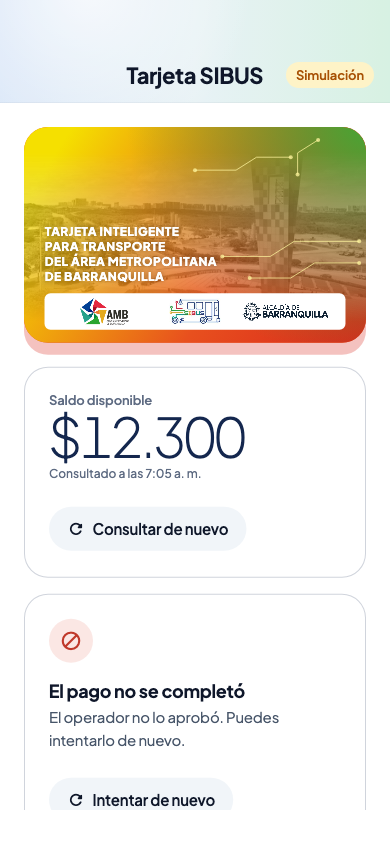 Tarjeta SIBUS
Simulación
TARJETA INTELIGENTE
PARA TRANSPORTE
DEL ÁREA METROPOLITANA
DE BARRANQUILLA
AMB
SIBUS
ALCALDÍA DE
BARRANQUILLA
Saldo disponible
$12.300
Consultado a las 7:05 a. m.
Consultar de nuevo
El pago no se completó
El operador no lo aprobó. Puedes
intentarlo de nuevo.
Intentar de nuevo